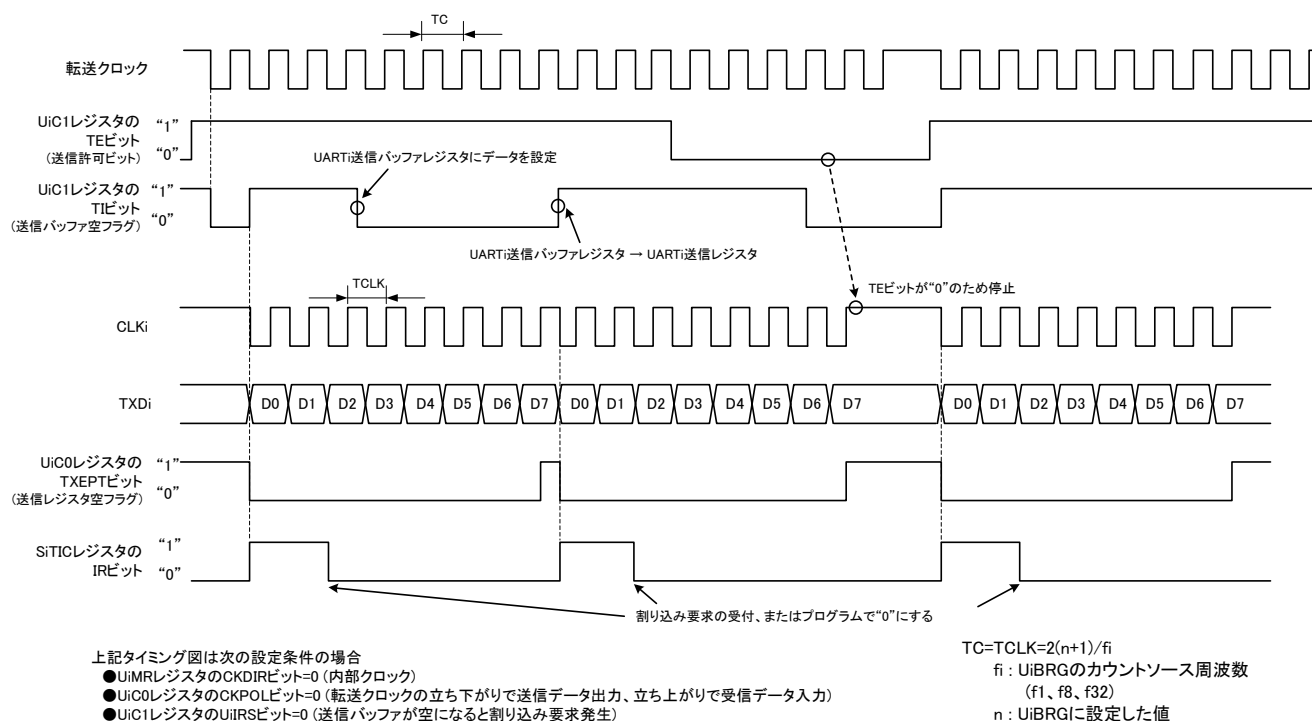 TC
転送クロック
UiC1レジスタの
TEビット
(送信許可ビット)
“1”
“0”
UARTi送信バッファレジスタにデータを設定
UiC1レジスタの
TIビット
(送信バッファ空フラグ)
“1”
“0”
UARTi送信バッファレジスタ → UARTi送信レジスタ
TCLK
TEビットが“0”のため停止
CLKi
TXDi
D0 D1 D2 D3 D4 D5 D6 D7 D0 D1 D2 D3 D4 D5 D6 D7 D0 D1 D2 D3 D4 D5 D6 D7
UiC0レジスタの
TXEPTビット
(送信レジスタ空フラグ)
“1”
“0”
SiTICレジスタの
IRビット
“1”
“0”
割り込み要求の受付、またはプログラムで“0”にする
上記タイミング図は次の設定条件の場合
●UiMRレジスタのCKDIRビット=0 (内部クロック)
●UiC0レジスタのCKPOLビット=0 (転送クロックの立ち下がりで送信データ出力、立ち上がりで受信データ入力)
●UiC1レジスタのUiIRSビット=0 (送信バッファが空になると割り込み要求発生)
TC=TCLK=2(n+1)/fi
fi : UiBRGのカウントソース周波数
(f1、f8、f32)
n : UiBRGに設定した値